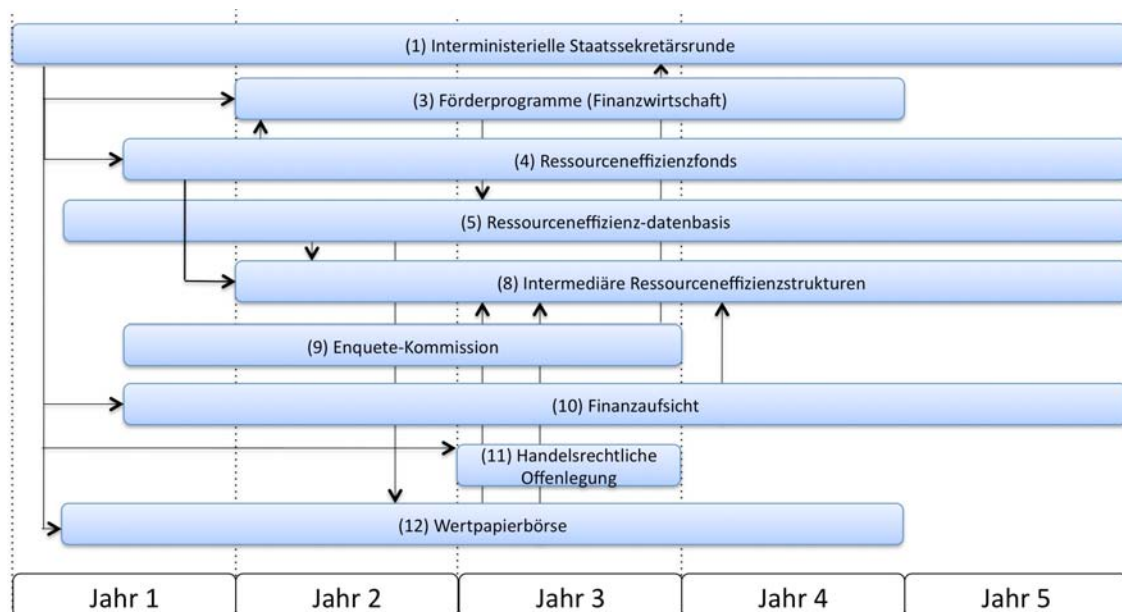 (1) Interministerielle Staatssekretärsrunde
(3) Förderprogramme (Finanzwirtschaft)
(4) Ressourceneffizienzfonds
(5) Ressourceneffizienz-datenbasis
(8) Intermediäre Ressourceneffizienzstrukturen
(9) Enquete-Kommission
(10) Finanzaufsicht
(11) Handelsrechtliche
Offenlegung
(12) Wertpapierbörse
Jahr 1 Jahr 2 Jahr 3 Jahr 4 Jahr 5